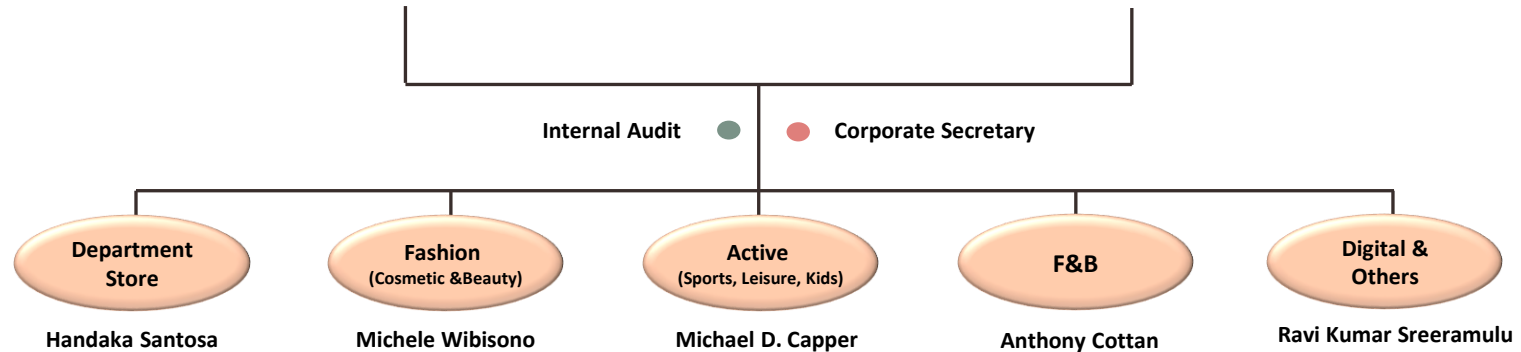 Internal Audit
Corporate Secretary
Department
Store
Fashion
(Cosmetic &Beauty)
Active
(Sports, Leisure, Kids)
F&B
Digital &
Others
Handaka Santosa
Michele Wibisono
Michael D. Capper
Anthony Cottan
Ravi Kumar Sreeramulu